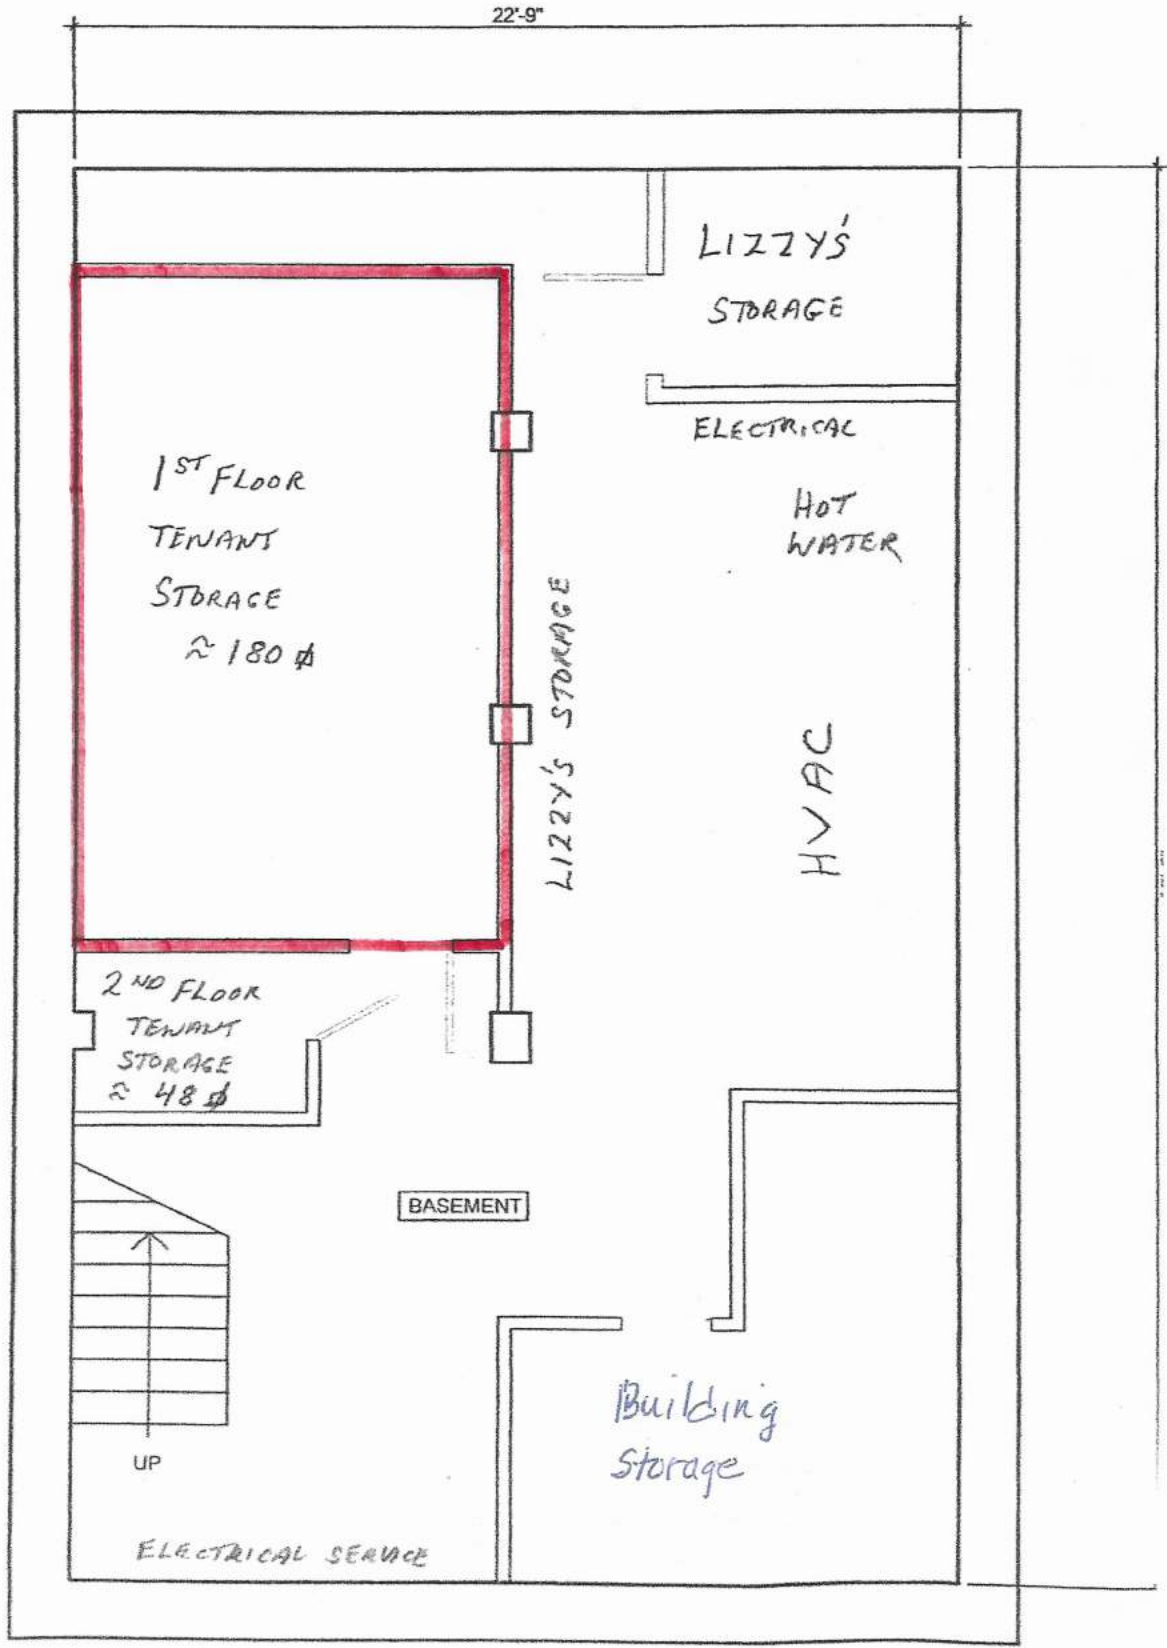 22'-9"
LIZZY'S
STORAGE
ELECTRICAL
HOT
WATER
1ST FLOOR
TENANT
STORAGE
≈ 180 ⌀
LIZZY'S STORAGE
HVAC
2ND FLOOR
TENANT
STORAGE
≈ 48 ⌀
BASEMENT
UP
Building
Storage
ELECTRICAL SERVICE